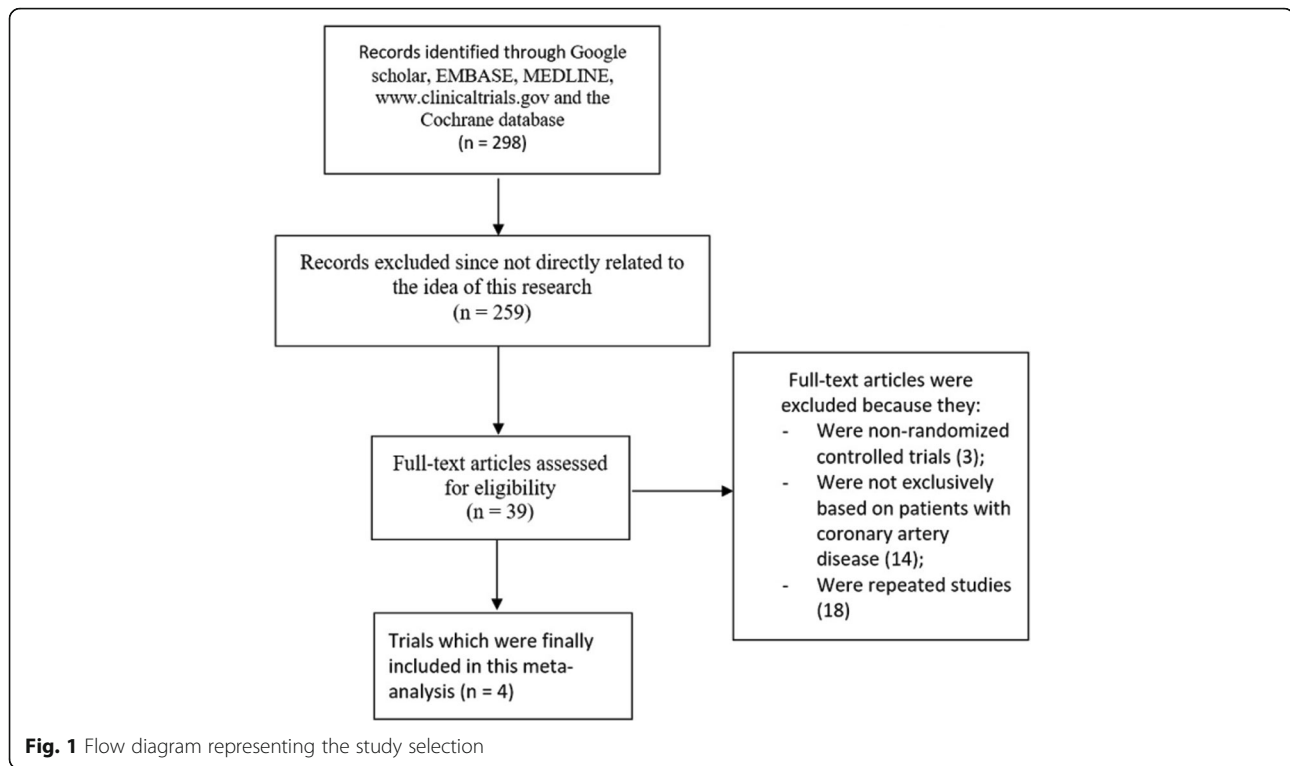 Records identified through Google
scholar, EMBASE, MEDLINE,
www.clinicaltrials.gov and the
Cochrane database
(n = 298)
Records excluded since not directly related to
the idea of this research
(n = 259)
Full-text articles assessed
for eligibility
(n = 39)
Full-text articles were
excluded because they:
- Were non-randomized
controlled trials (3);
- Were not exclusively
based on patients with
coronary artery
disease (14);
- Were repeated studies
(18)
Trials which were finally
included in this meta-
analysis (n = 4)
Fig. 1 Flow diagram representing the study selection